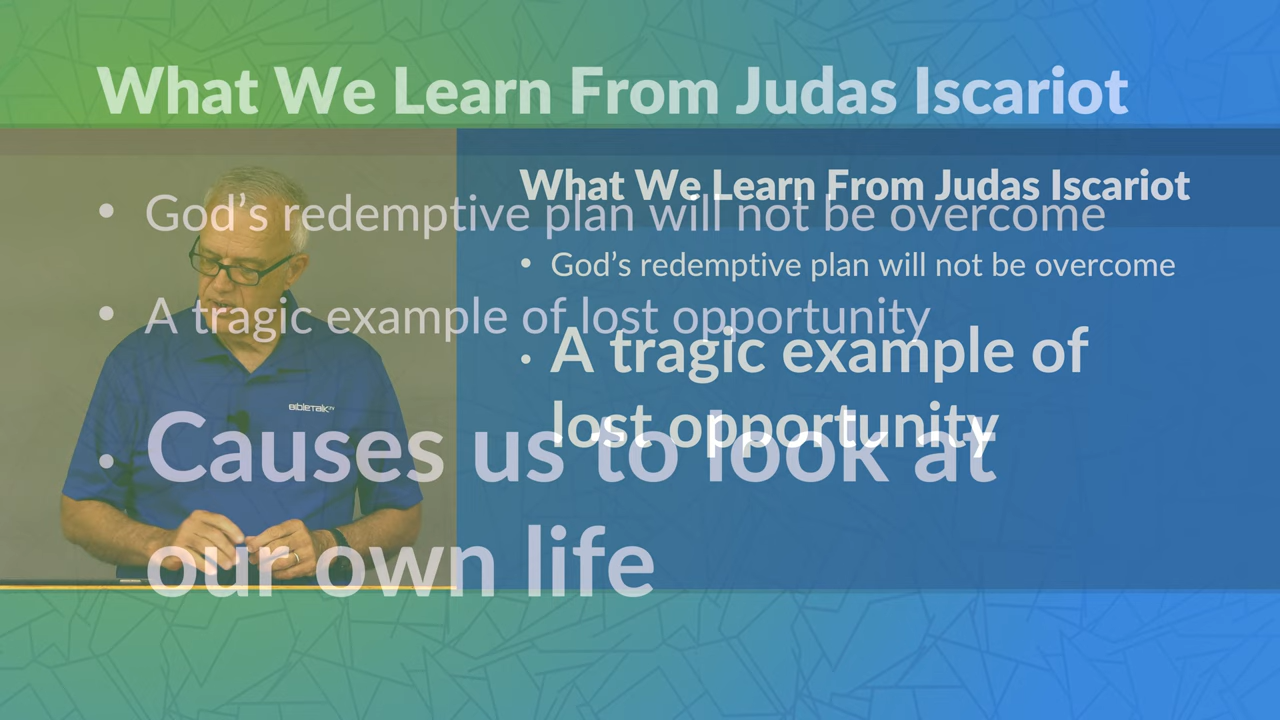 What We Learn From Judas Iscariot
• God’s redemptive plan will not be overcome
• A tragic example of lost opportunity
• Causes us to look at
our own life
What We Learn From Judas Iscariot
• God’s redemptive plan will not be overcome
• A tragic example of
lost opportunity
BibleTalk.TV